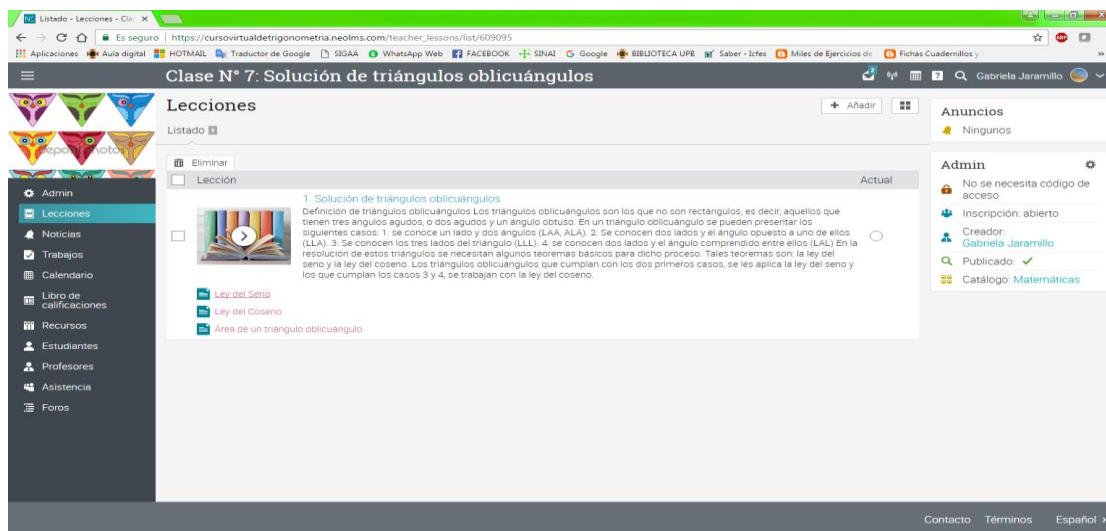 Listado - Lecciones - Cla
Es seguro | https://cursovirtualdetrigonometria.neolms.com/teacher_lessons/list/609095
Aplicaciones Aula digital HOTMAIL Traductor de Google SIGAA WhatsApp Web FACEBOOK SINAI Google BIBLIOTECA UPB Saber - Icfes Miles de Ejercicios de Fichas Cuadernillos y
Clase N° 7: Solución de triángulos oblicuángulos
Gabriela Jaramillo
depositphotos
Admin
Lecciones
Noticias
Trabajos
Calendario
Libro de
calificaciones
Recursos
Estudiantes
Profesores
Asistencia
Foros
Lecciones
Añadir
Listado
Eliminar
Lección Actual
1. Solución de triángulos oblicuángulos
Definición de triángulos oblicuángulos Los triángulos oblicuángulos son los que no son rectángulos, es decir, aquellos que
tienen tres ángulos agudos, o dos agudos y un ángulo obtuso. En un triángulo oblicuángulo se pueden presentar los
siguientes casos: 1: se conoce un lado y dos ángulos (LAA, ALA). 2: Se conocen dos lados y el ángulo opuesto a uno de ellos
(LLA). 3: Se conocen los tres lados del triángulo (LLL). 4: se conocen dos lados y el ángulo comprendido entre ellos (LAL) En la
resolución de estos triángulos se necesitan algunos teoremas básicos para dicho proceso. Tales teoremas son: la ley del
seno y la ley del coseno. Los triángulos oblicuángulos que cumplan con los dos primeros casos, se les aplica la ley del seno y
los que cumplan los casos 3 y 4, se trabajan con la ley del coseno.
Ley del Seno
Ley del Coseno
Área de un triángulo oblicuángulo
Anuncios
Ningunos
Admin
No se necesita código de
acceso
Inscripción: abierto
Creador:
Gabriela Jaramillo
Publicado:
Catálogo: Matemáticas
Contacto Términos Español